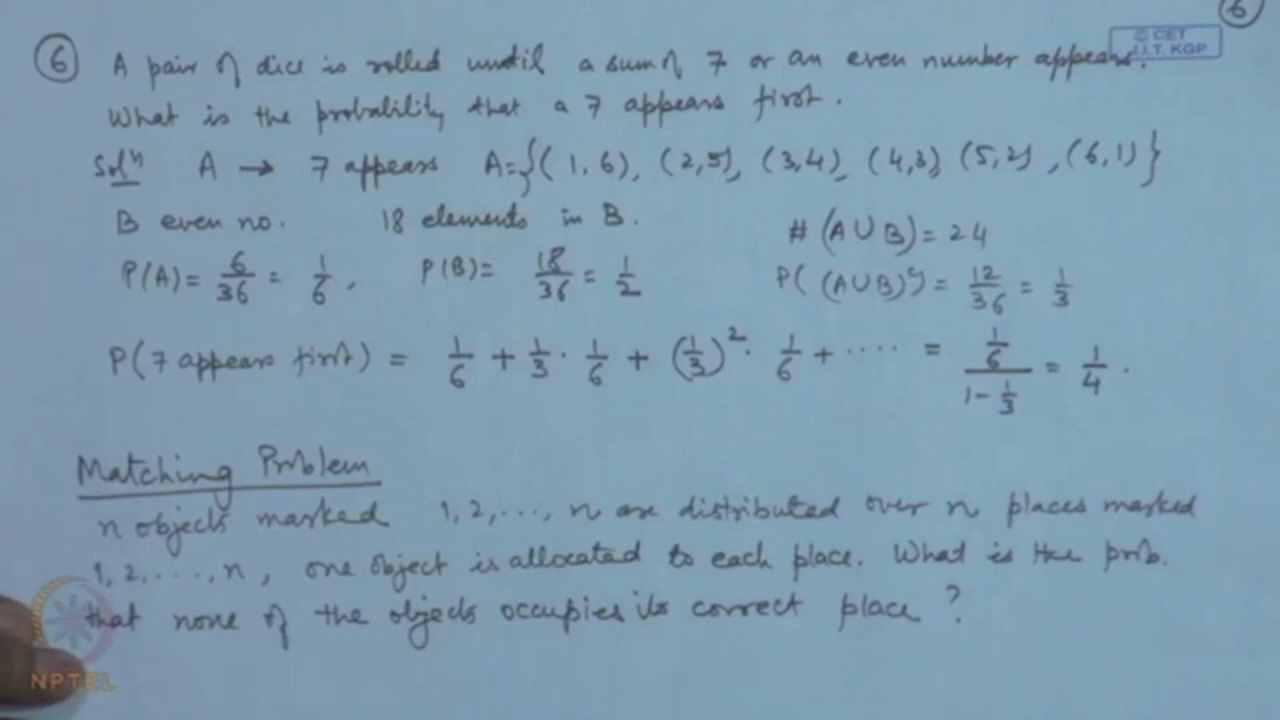 6
© CET
I.I.T. KGP
6 A pair of dice is rolled until a sum of 7 or an even number appears.
What is the probability that a 7 appears first.
Solⁿ A → 7 appears A={(1,6), (2,5), (3,4), (4,3) (5,2), (6,1)}
B even no. 18 elements in B. # (A∪B) = 24
P(A) = 6/36 = 1/6, P(B) = 18/36 = 1/2 P((A∪B)ᶜ) = 12/36 = 1/3
P(7 appears first) = 1/6 + 1/3 · 1/6 + (1/3)² · 1/6 + ···· = (1/6)/(1 - 1/3) = 1/4 .
Matching Problem
n objects marked 1, 2, ..., n are distributed over n places marked
1, 2, ...., n, one object is allocated to each place. What is the prob.
that none of the objects occupies its correct place ?
NPTEL